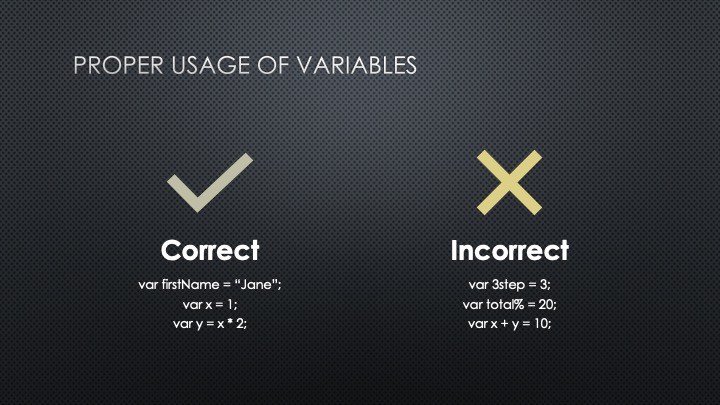 PROPER USAGE OF VARIABLES
Correct
var firstName = “Jane”;
var x = 1;
var y = x * 2;
Incorrect
var 3step = 3;
var total% = 20;
var x + y = 10;